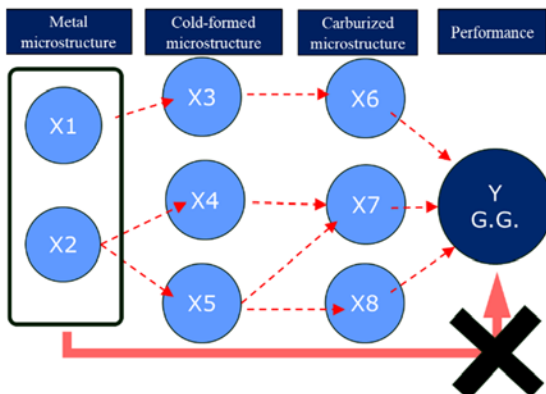 Metal
microstructure
Cold-formed
microstructure
Carburized
microstructure
Performance
X1
X3
X6
X2
X4
X7
X5
X8
Y
G.G.